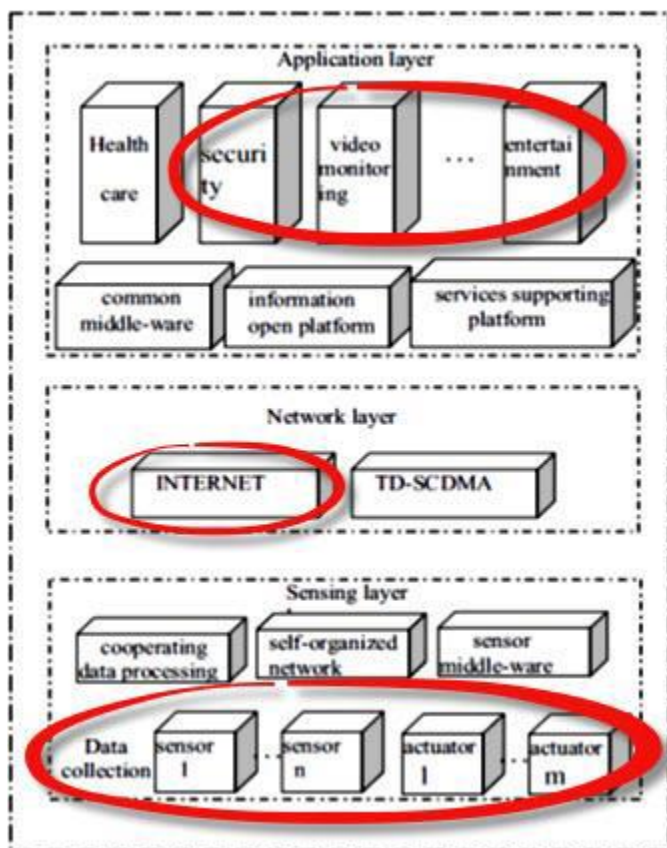 Application layer
Health
care
securi
ty
video
monitor
ing
...
entertai
nment
common
middle-ware
information
open platform
services supporting
platform
Network layer
INTERNET
TD-SCDMA
Sensing layer
cooperating
data processing
self-organized
network
sensor
middle-ware
Data
collection
sensor
1
..
sensor
n
actuator
1
..
actuator
m